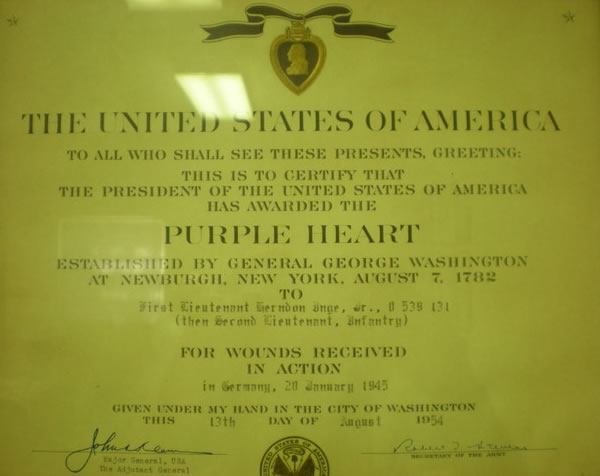 THE UNITED STATES OF AMERICA
TO ALL WHO SHALL SEE THESE PRESENTS, GREETING:
THIS IS TO CERTIFY THAT
THE PRESIDENT OF THE UNITED STATES OF AMERICA
HAS AWARDED THE
PURPLE HEART
ESTABLISHED BY GENERAL GEORGE WASHINGTON
AT NEWBURGH, NEW YORK, AUGUST 7, 1782
TO
First Lieutenant Herndon Inge, Jr., O 539 131
(then Second Lieutenant, Infantry)
FOR WOUNDS RECEIVED
IN ACTION
in Germany, 20 January 1945
GIVEN UNDER MY HAND IN THE CITY OF WASHINGTON
THIS 13th DAY OF August 1954
Major General, USA
The Adjutant General
Robert T. Stevens
SECRETARY OF THE ARMY